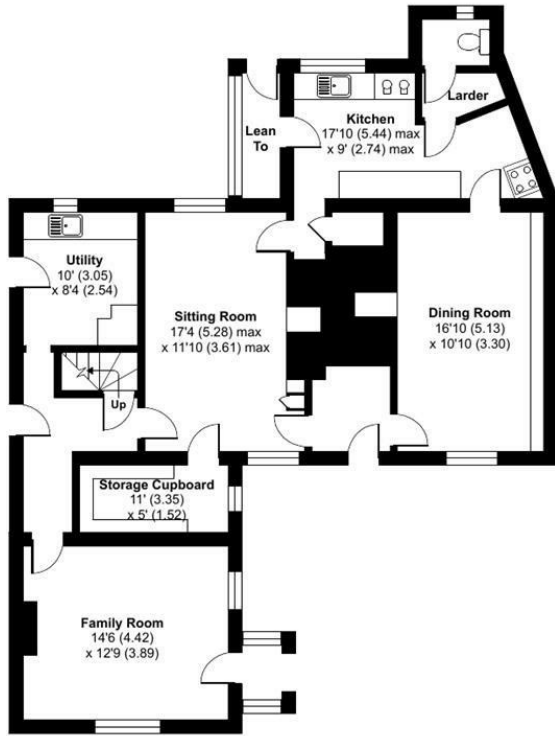 Larder
Kitchen
17'10 (5.44) max
x 9' (2.74) max
Lean
To
Utility
10' (3.05)
x 8'4 (2.54)
Sitting Room
17'4 (5.28) max
x 11'10 (3.61) max
Dining Room
16'10 (5.13)
x 10'10 (3.30)
Up
Storage Cupboard
11' (3.35)
x 5' (1.52)
Family Room
14'6 (4.42)
x 12'9 (3.89)